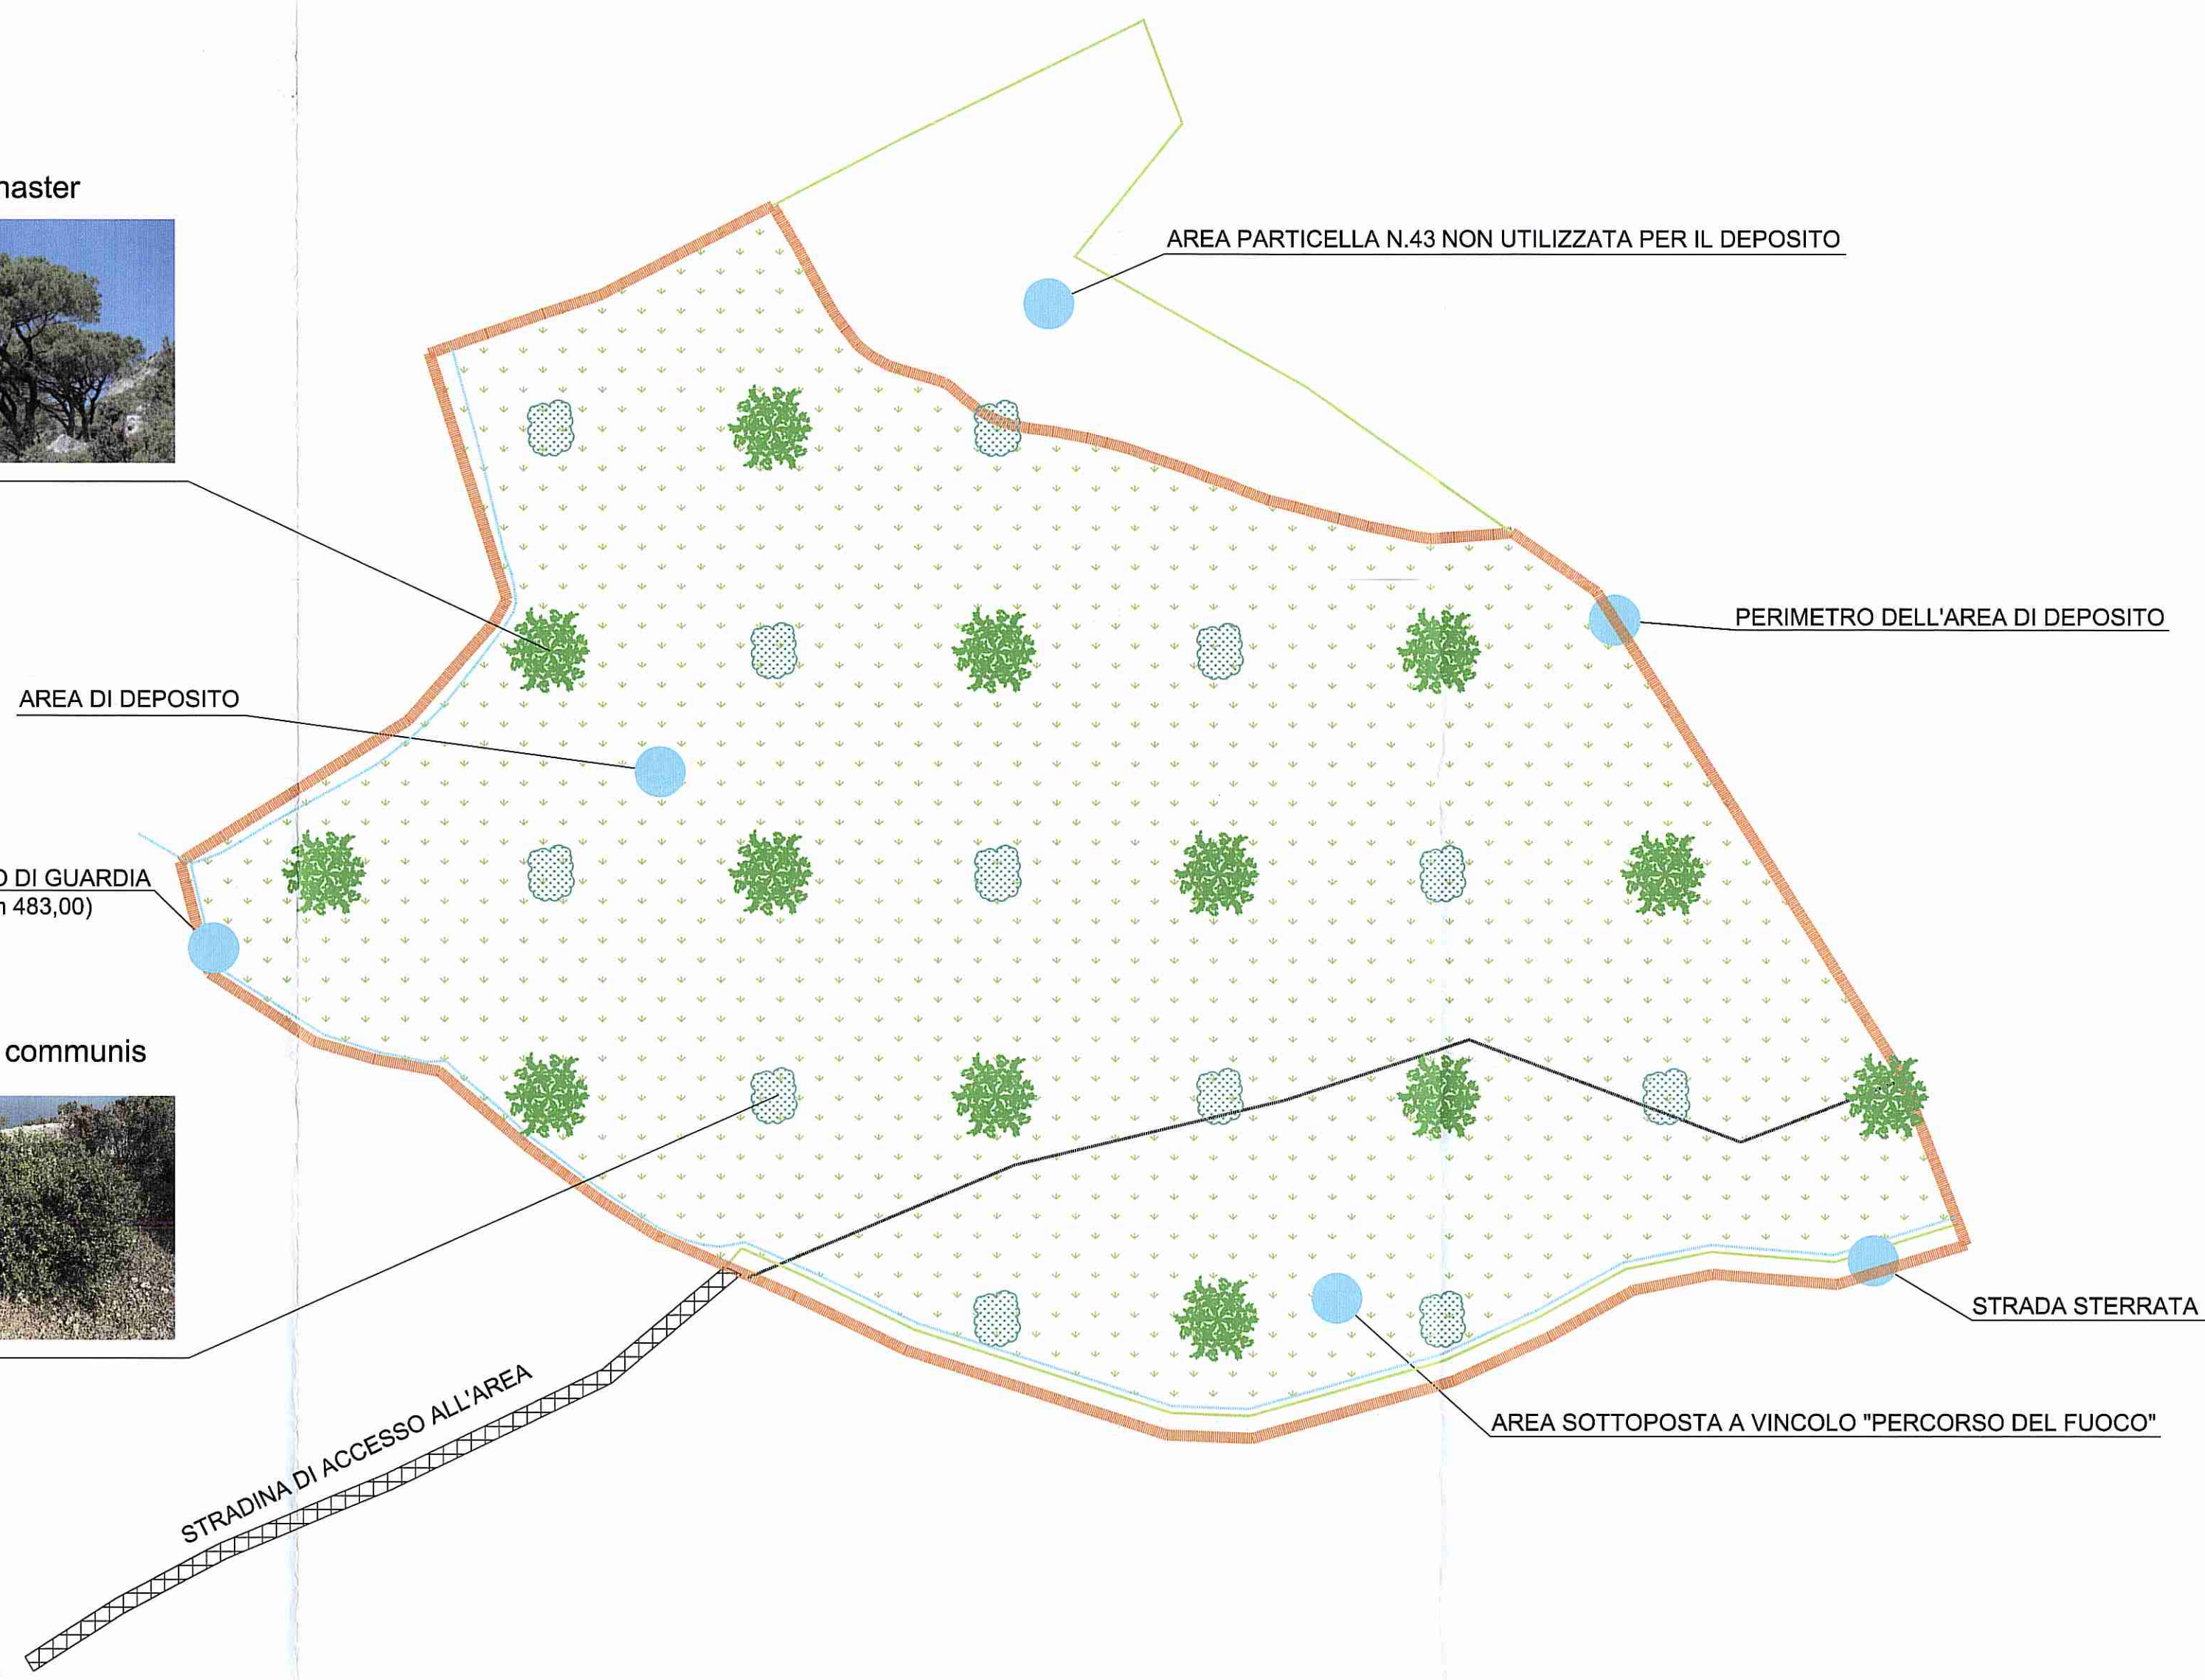 naster
AREA PARTICELLA N.43 NON UTILIZZATA PER IL DEPOSITO
PERIMETRO DELL'AREA DI DEPOSITO
AREA DI DEPOSITO
O DI GUARDIA
483,00)
communis
STRADA STERRATA
STRADINA DI ACCESSO ALL'AREA
AREA SOTTOPOSTA A VINCOLO "PERCORSO DEL FUOCO"